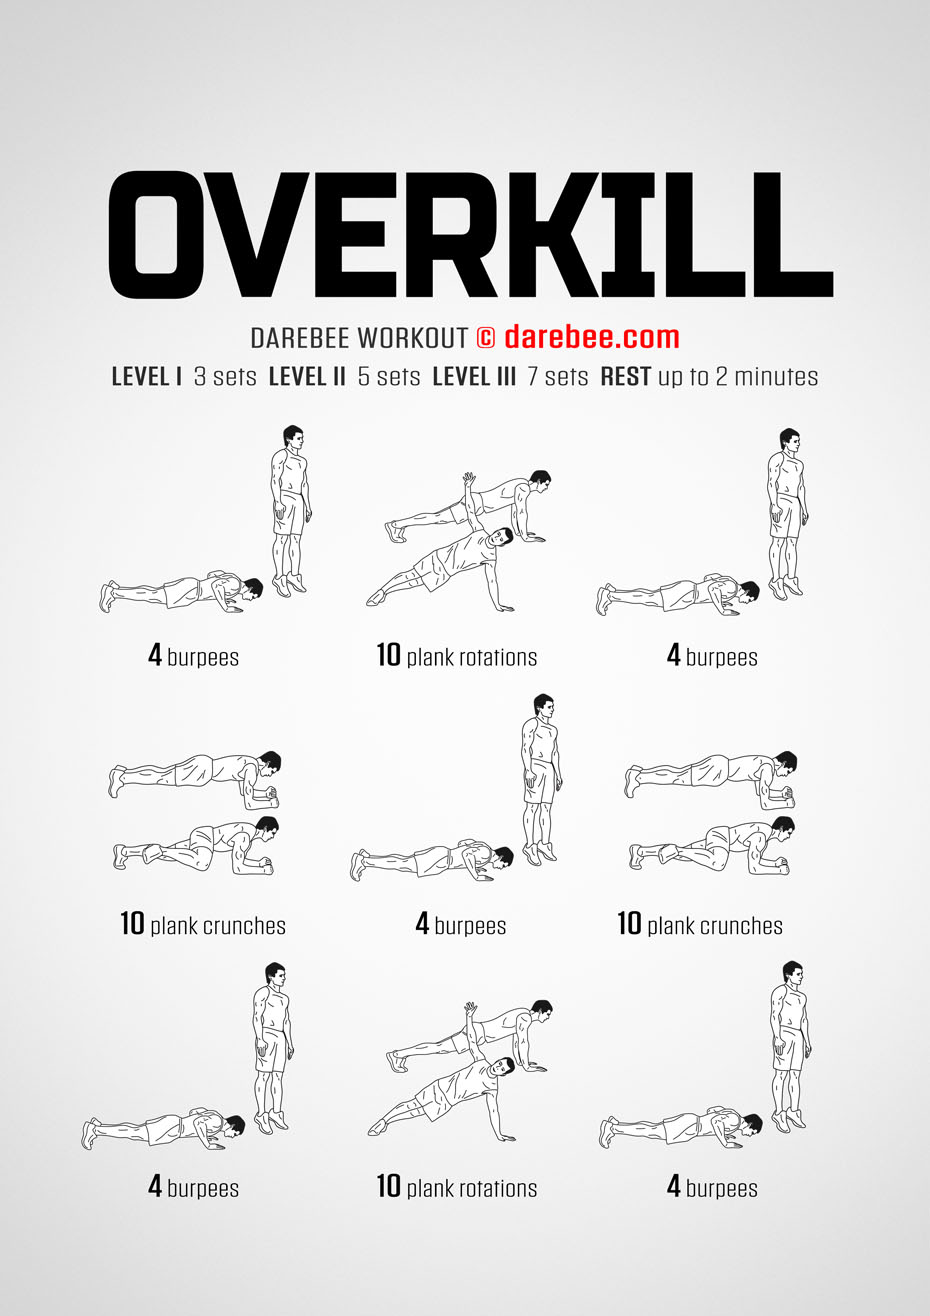 OVERKILL
DAREBEE WORKOUT © darebee.com
LEVEL I 3 sets LEVEL II 5 sets LEVEL III 7 sets REST up to 2 minutes
4 burpees
10 plank rotations
4 burpees
10 plank crunches
4 burpees
10 plank crunches
4 burpees
10 plank rotations
4 burpees